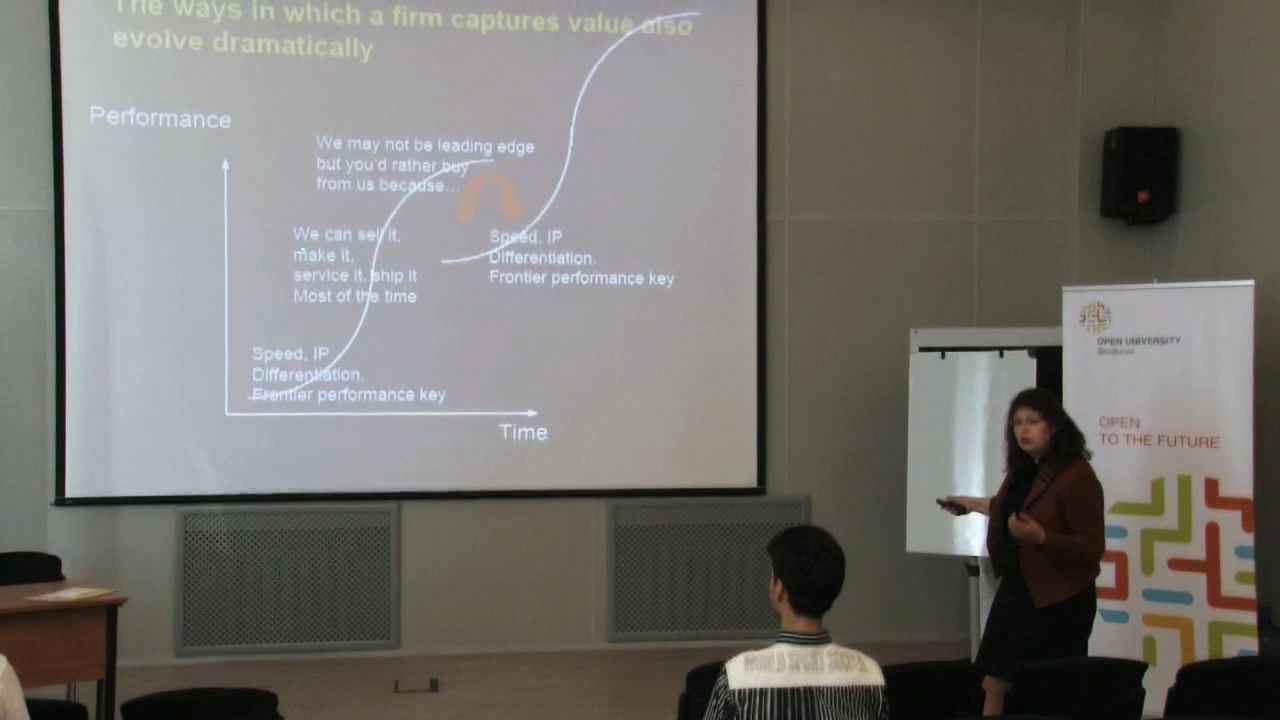 The ways in which a firm captures value also
evolve dramatically
Performance
We may not be leading edge
but you'd rather buy
from us because...
We can sell it,
make it,
service it, ship it
Most of the time
Speed, IP
Differentiation,
Frontier performance key
Speed, IP
Differentiation,
Frontier performance key
Time
OPEN UNIVERSITY
Skolkovo
OPEN
TO THE FUTURE